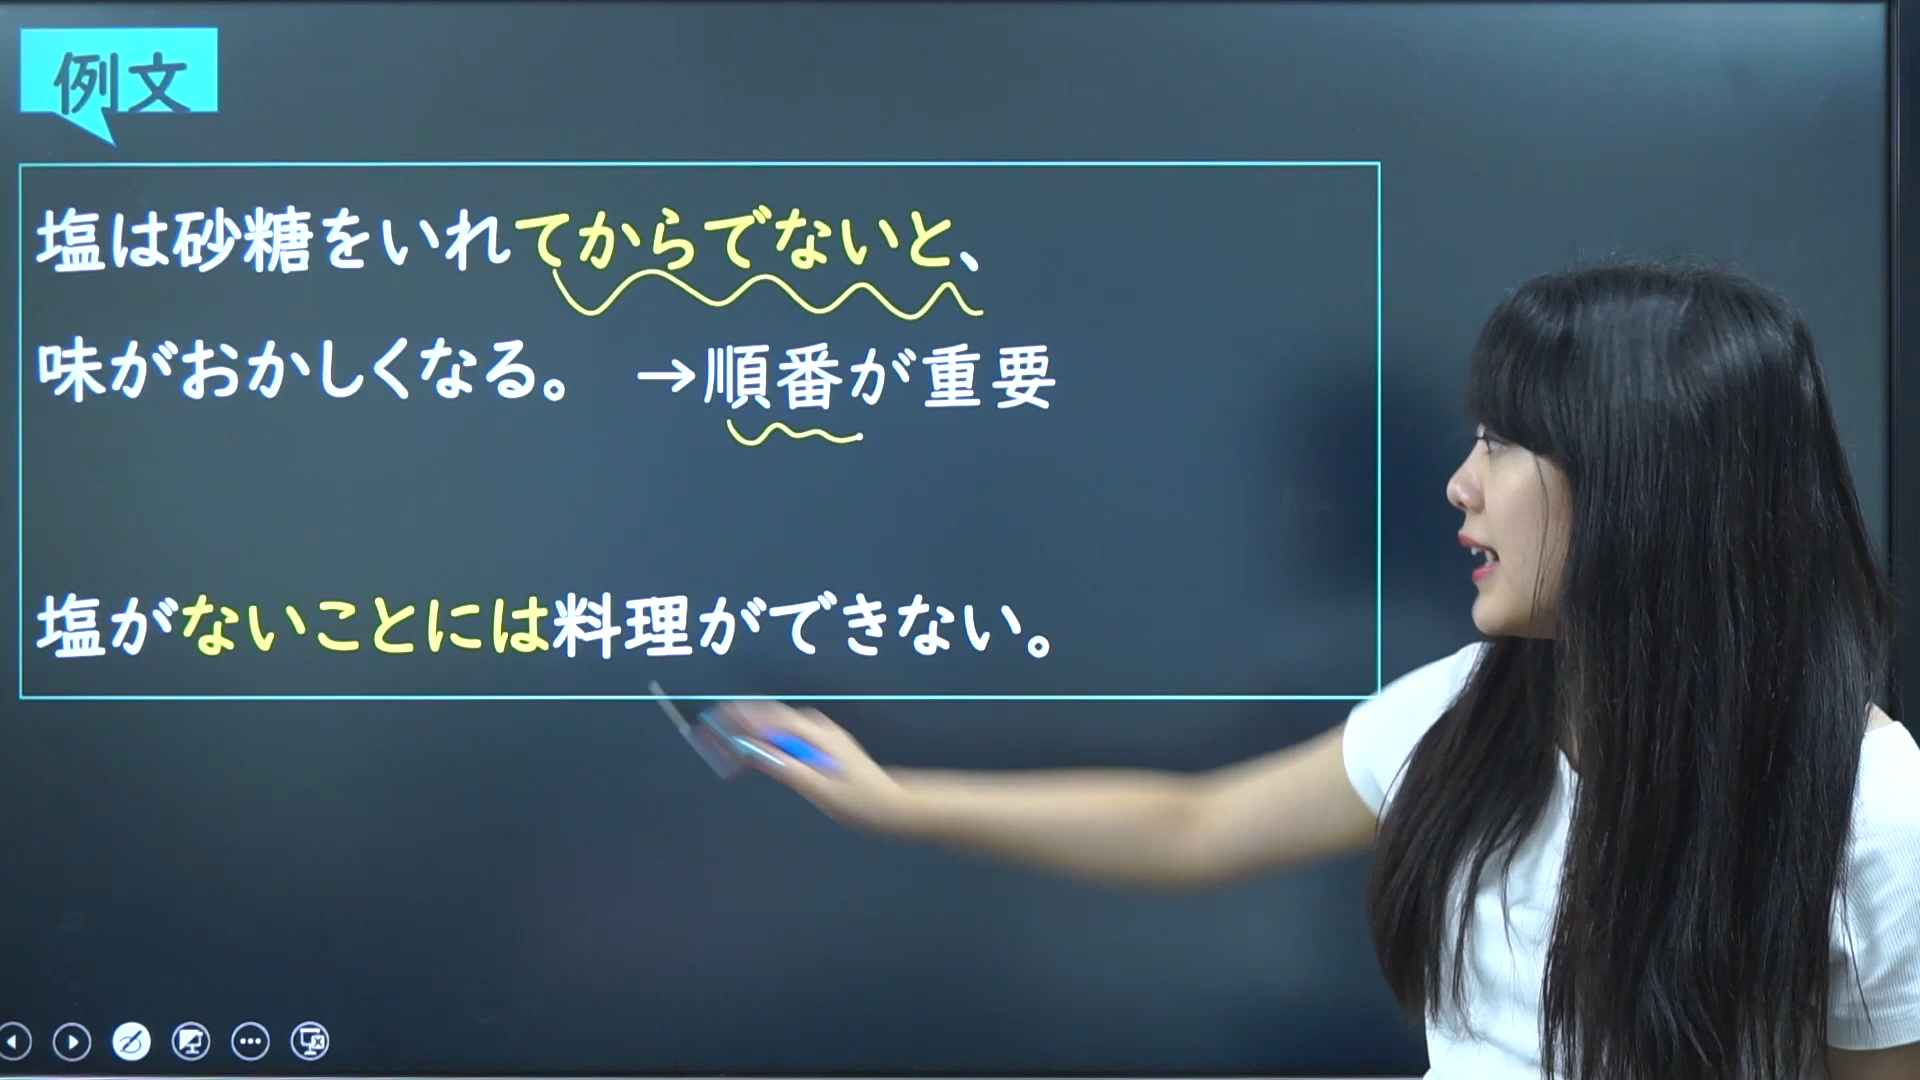 例文
塩は砂糖をいれてからでないと、
味がおかしくなる。 →順番が重要
塩がないことには料理ができない。